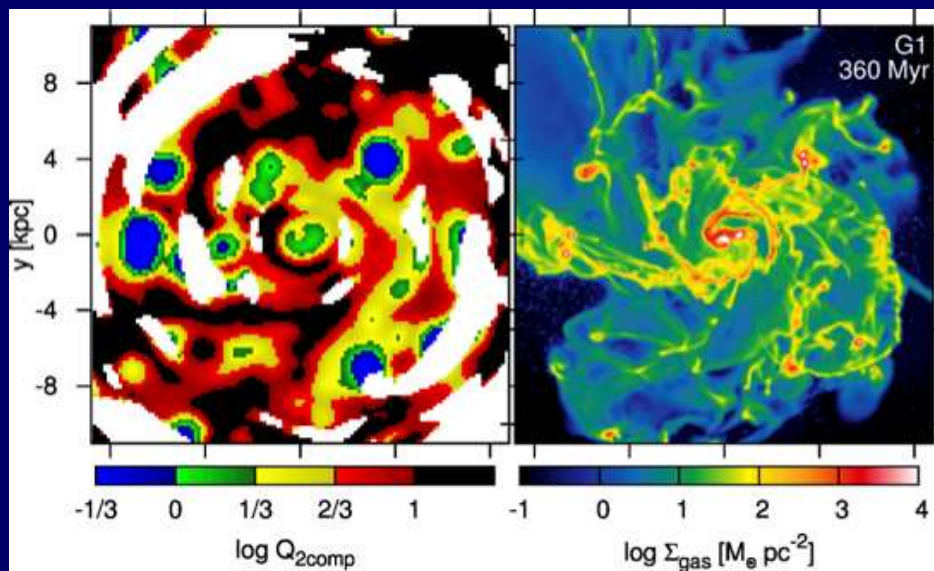 G1
360 Myr
8
4
0
-4
-8
y [kpc]
-1/3 0 1/3 2/3 1
log Q2comp
-1 0 1 2 3 4
log Σgas [M⊙ pc-2]